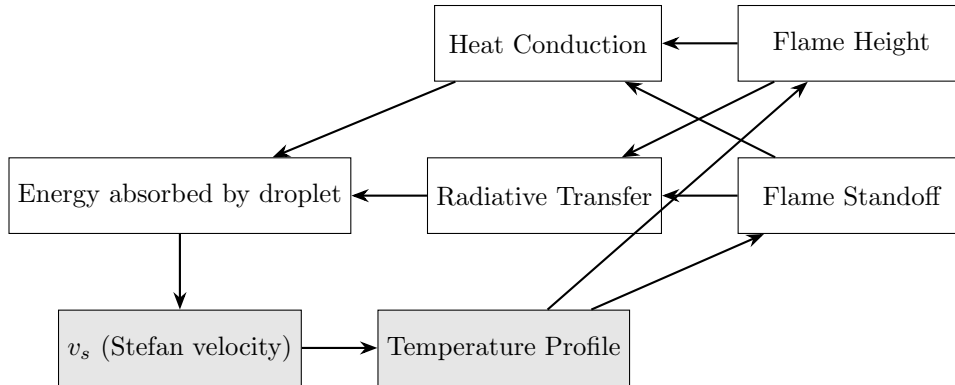 Heat Conduction
Flame Height
Energy absorbed by droplet
Radiative Transfer
Flame Standoff
v_s (Stefan velocity)
Temperature Profile